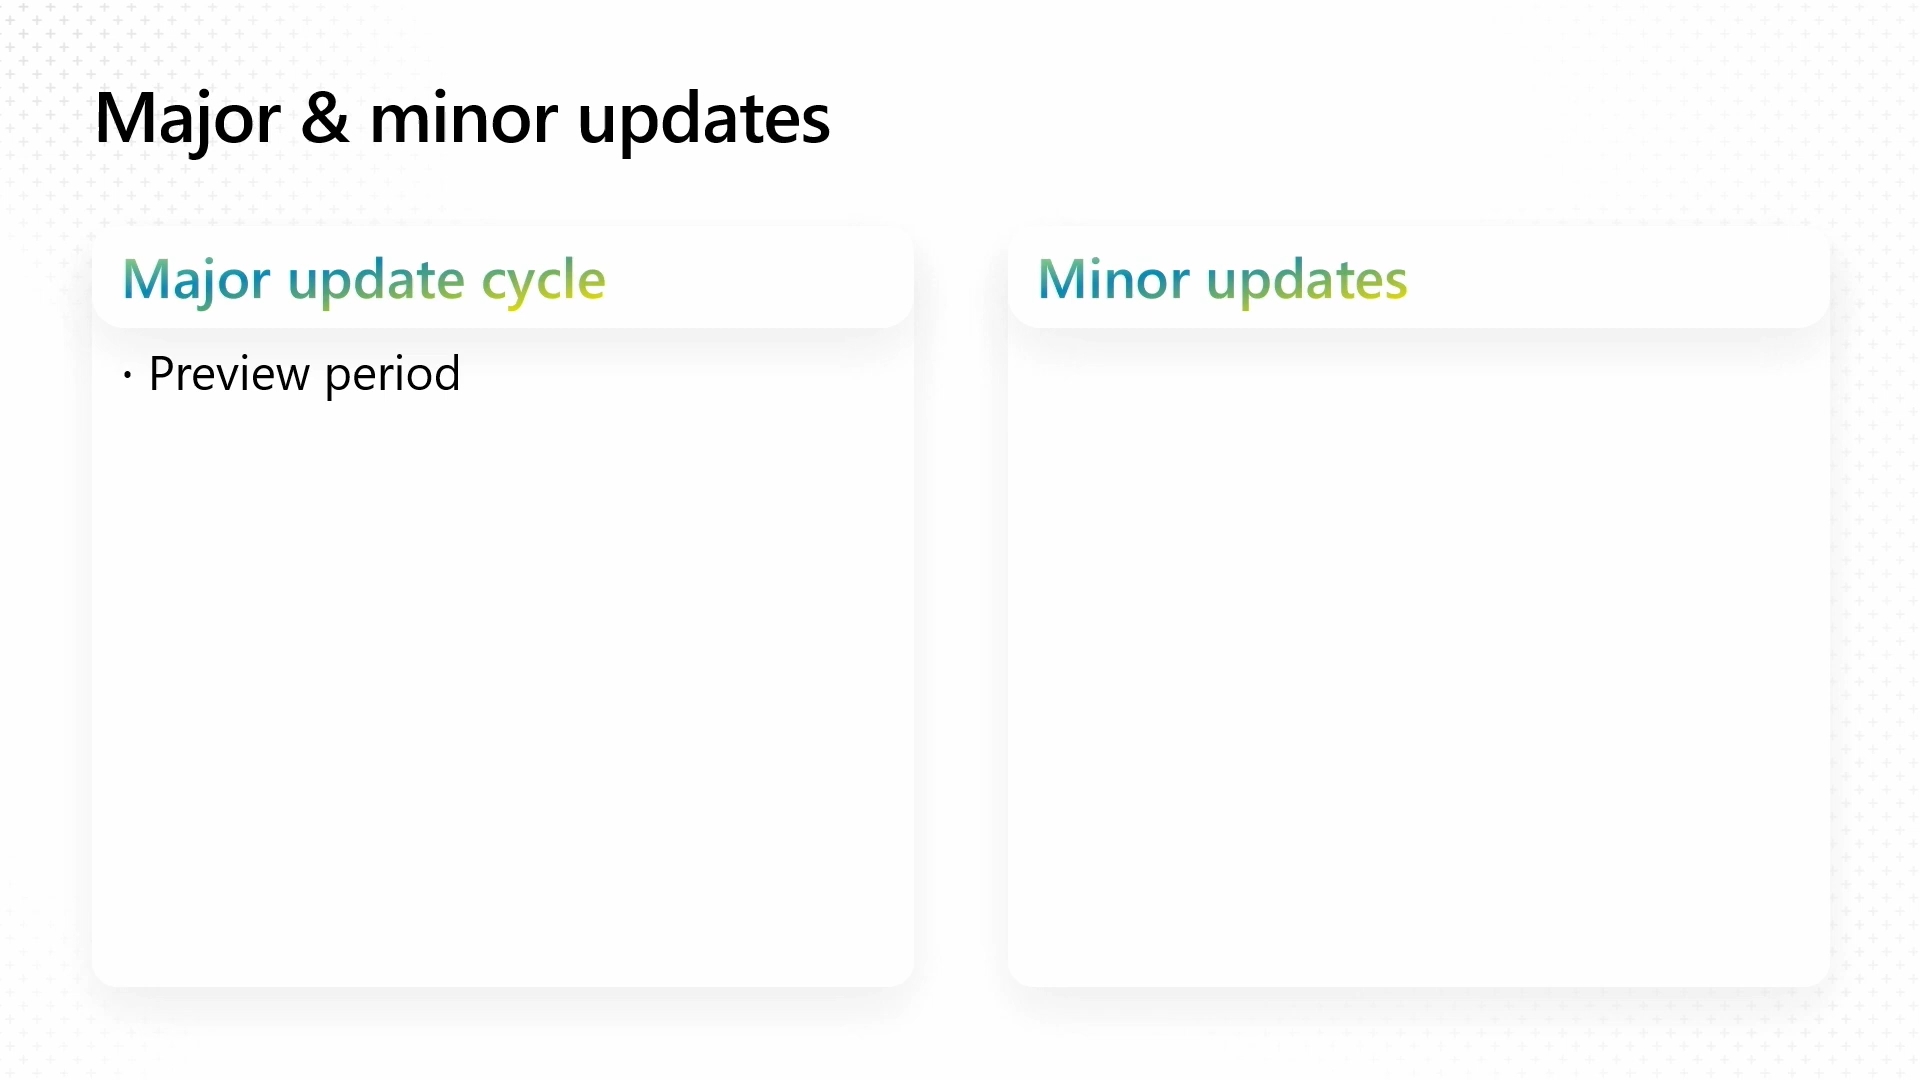 Major & minor updates
Major update cycle
· Preview period
Minor updates